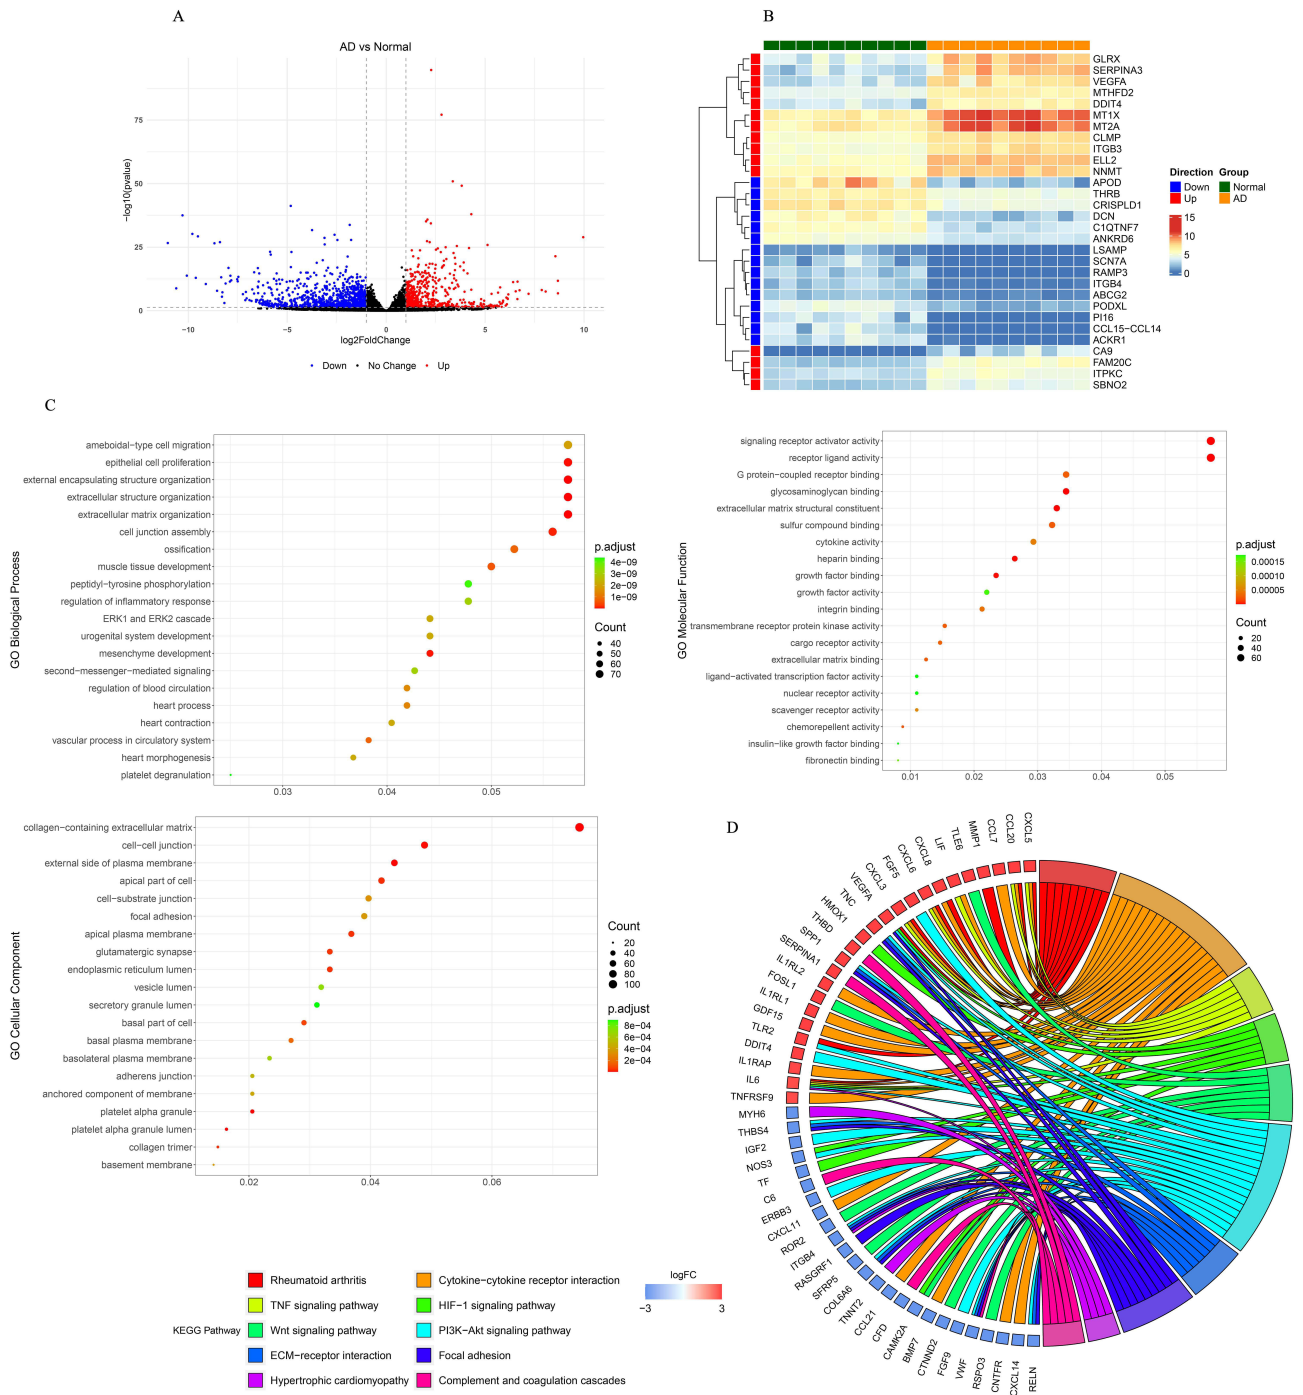 A
AD vs Normal
−log10(pvalue)
75
50
25
0
−10
−5
0
5
10
log2FoldChange
Down
No Change
Up
B
GLRX
SERPINA3
VEGFA
MTHFD2
DDIT4
MT1X
MT2A
CLMP
ITGB3
ELL2
NNMT
APOD
THRB
CRISPLD1
DCN
C1QTNF7
ANKRD6
LSAMP
SCN7A
RAMP3
ITGB4
ABCG2
PODXL
PI16
CCL15−CCL14
ACKR1
CA9
FAM20C
ITPKC
SBNO2
Direction Group
Down Normal
Up AD
15
10
5
0
C
GO Biological Process
ameboidal−type cell migration
epithelial cell proliferation
external encapsulating structure organization
extracellular structure organization
extracellular matrix organization
cell junction assembly
ossification
muscle tissue development
peptidyl−tyrosine phosphorylation
regulation of inflammatory response
ERK1 and ERK2 cascade
urogenital system development
mesenchyme development
second−messenger−mediated signaling
regulation of blood circulation
heart process
heart contraction
vascular process in circulatory system
heart morphogenesis
platelet degranulation
0.03
0.04
0.05
p.adjust
4e−09
3e−09
2e−09
1e−09
Count
40
50
60
70
GO Molecular Function
signaling receptor activator activity
receptor ligand activity
G protein−coupled receptor binding
glycosaminoglycan binding
extracellular matrix structural constituent
sulfur compound binding
cytokine activity
heparin binding
growth factor binding
growth factor activity
integrin binding
transmembrane receptor protein kinase activity
cargo receptor activity
extracellular matrix binding
ligand−activated transcription factor activity
nuclear receptor activity
scavenger receptor activity
chemorepellent activity
insulin−like growth factor binding
fibronectin binding
0.01
0.02
0.03
0.04
0.05
p.adjust
0.00015
0.00010
0.00005
Count
20
40
60
GO Cellular Component
collagen−containing extracellular matrix
cell−cell junction
external side of plasma membrane
apical part of cell
cell−substrate junction
focal adhesion
apical plasma membrane
glutamatergic synapse
endoplasmic reticulum lumen
vesicle lumen
secretory granule lumen
basal part of cell
basal plasma membrane
basolateral plasma membrane
adherens junction
anchored component of membrane
platelet alpha granule
platelet alpha granule lumen
collagen trimer
basement membrane
0.02
0.04
0.06
Count
20
40
60
80
100
p.adjust
8e−04
6e−04
4e−04
2e−04
D
CXCL5
CCL20
CCL7
MMP1
TLE6
LIF
CXCL8
CXCL6
FGF5
CXCL3
VEGFA
TNC
HMOX1
THBD
SPP1
SERPINA1
IL1RL2
FOSL1
IL1RL1
GDF15
TLR2
DDIT4
IL1RAP
IL6
TNFRSF9
MYH6
THBS4
IGF2
NOS3
TF
C6
ERBB3
CXCL11
ROR2
ITGB4
RASGRF1
SFRP5
COL6A6
TNNT2
CCL21
CFD
CAMK2A
BMP7
CTNND2
FGF9
VWF
RSPO3
CNTFR
CXCL14
RELN
KEGG Pathway
Rheumatoid arthritis
Cytokine−cytokine receptor interaction
TNF signaling pathway
HIF−1 signaling pathway
Wnt signaling pathway
PI3K−Akt signaling pathway
ECM−receptor interaction
Focal adhesion
Hypertrophic cardiomyopathy
Complement and coagulation cascades
logFC
−3
3